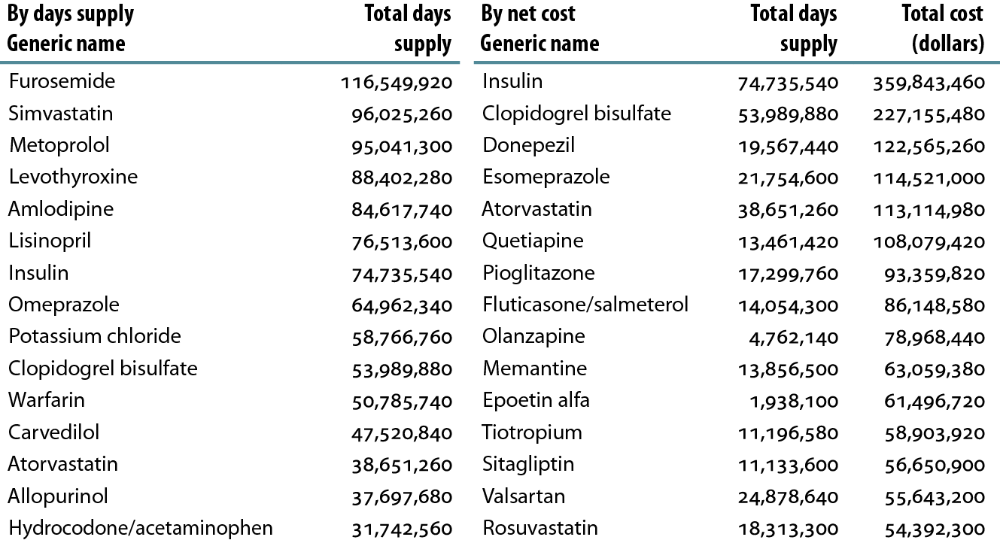 By days supply Total days By net cost Total days Total cost
Generic name supply Generic name supply (dollars)
Furosemide 116,549,920 Insulin 74,735,540 359,843,460
Simvastatin 96,025,260 Clopidogrel bisulfate 53,989,880 227,155,480
Metoprolol 95,041,300 Donepezil 19,567,440 122,565,260
Levothyroxine 88,402,280 Esomeprazole 21,754,600 114,521,000
Amlodipine 84,617,740 Atorvastatin 38,651,260 113,114,980
Lisinopril 76,513,600 Quetiapine 13,461,420 108,079,420
Insulin 74,735,540 Pioglitazone 17,299,760 93,359,820
Omeprazole 64,962,340 Fluticasone/salmeterol 14,054,300 86,148,580
Potassium chloride 58,766,760 Olanzapine 4,762,140 78,968,440
Clopidogrel bisulfate 53,989,880 Memantine 13,856,500 63,059,380
Warfarin 50,785,740 Epoetin alfa 1,938,100 61,496,720
Carvedilol 47,520,840 Tiotropium 11,196,580 58,903,920
Atorvastatin 38,651,260 Sitagliptin 11,133,600 56,650,900
Allopurinol 37,697,680 Valsartan 24,878,640 55,643,200
Hydrocodone/acetaminophen 31,742,560 Rosuvastatin 18,313,300 54,392,300